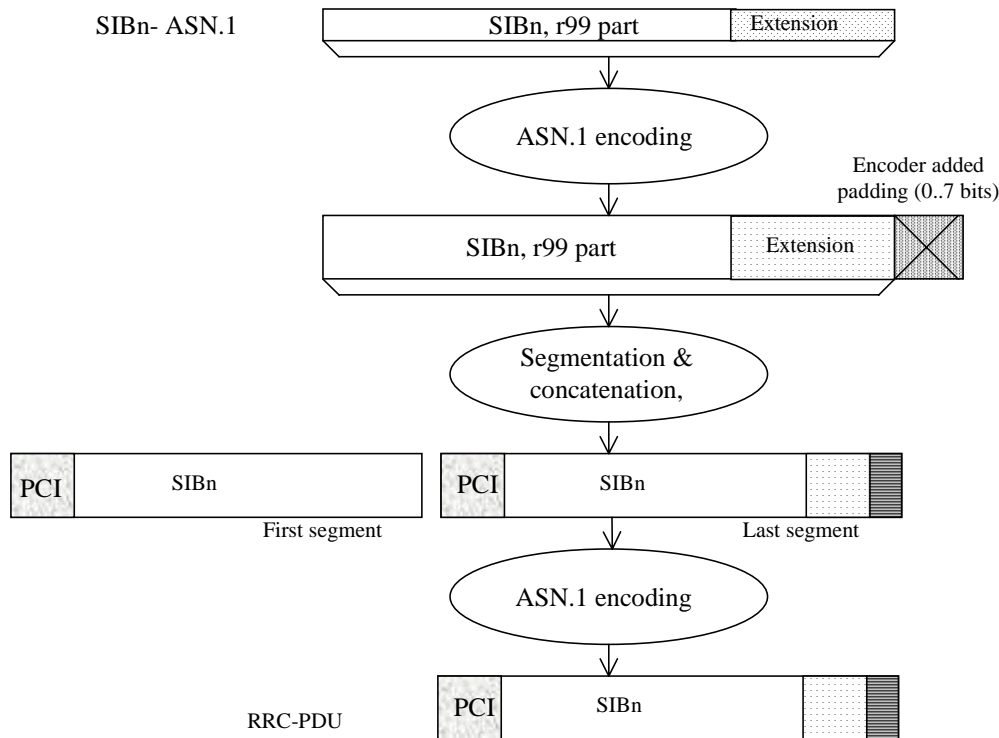 SIBn- ASN.1
SIBn, r99 part
Extension
ASN.1 encoding
Encoder added
padding (0..7 bits)
SIBn, r99 part
Extension
Segmentation &
concatenation,
PCI
SIBn
PCI
SIBn
First segment
Last segment
ASN.1 encoding
PCI
SIBn
RRC-PDU